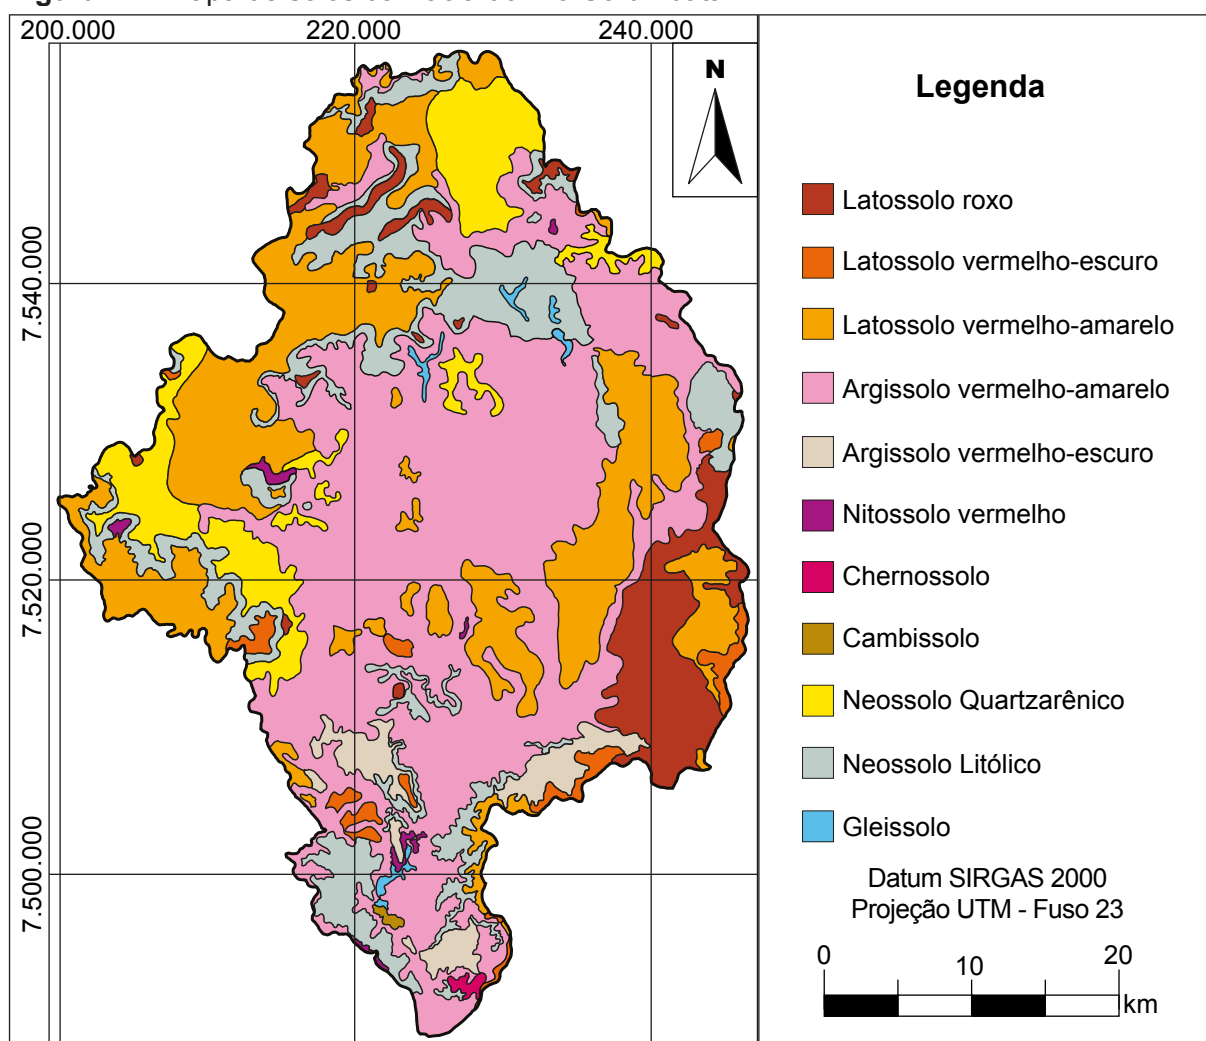 200.000
220.000
240.000
N
7.540.000
7.520.000
7.500.000
Legenda
Latossolo roxo
Latossolo vermelho-escuro
Latossolo vermelho-amarelo
Argissolo vermelho-amarelo
Argissolo vermelho-escuro
Nitossolo vermelho
Chernossolo
Cambissolo
Neossolo Quartzarênico
Neossolo Litólico
Gleissolo
Datum SIRGAS 2000
Projeção UTM - Fuso 23
0 10 20
km